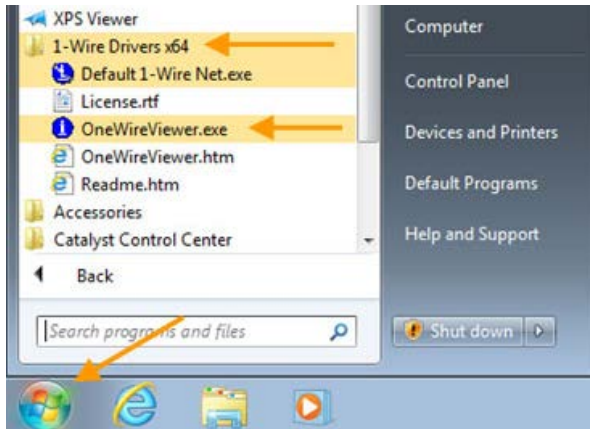 XPS Viewer
1-Wire Drivers x64
Default 1-Wire Net.exe
License.rtf
OneWireViewer.exe
OneWireViewer.htm
Readme.htm
Accessories
Catalyst Control Center
Back
Search programs and files
Computer
Control Panel
Devices and Printers
Default Programs
Help and Support
Shut down